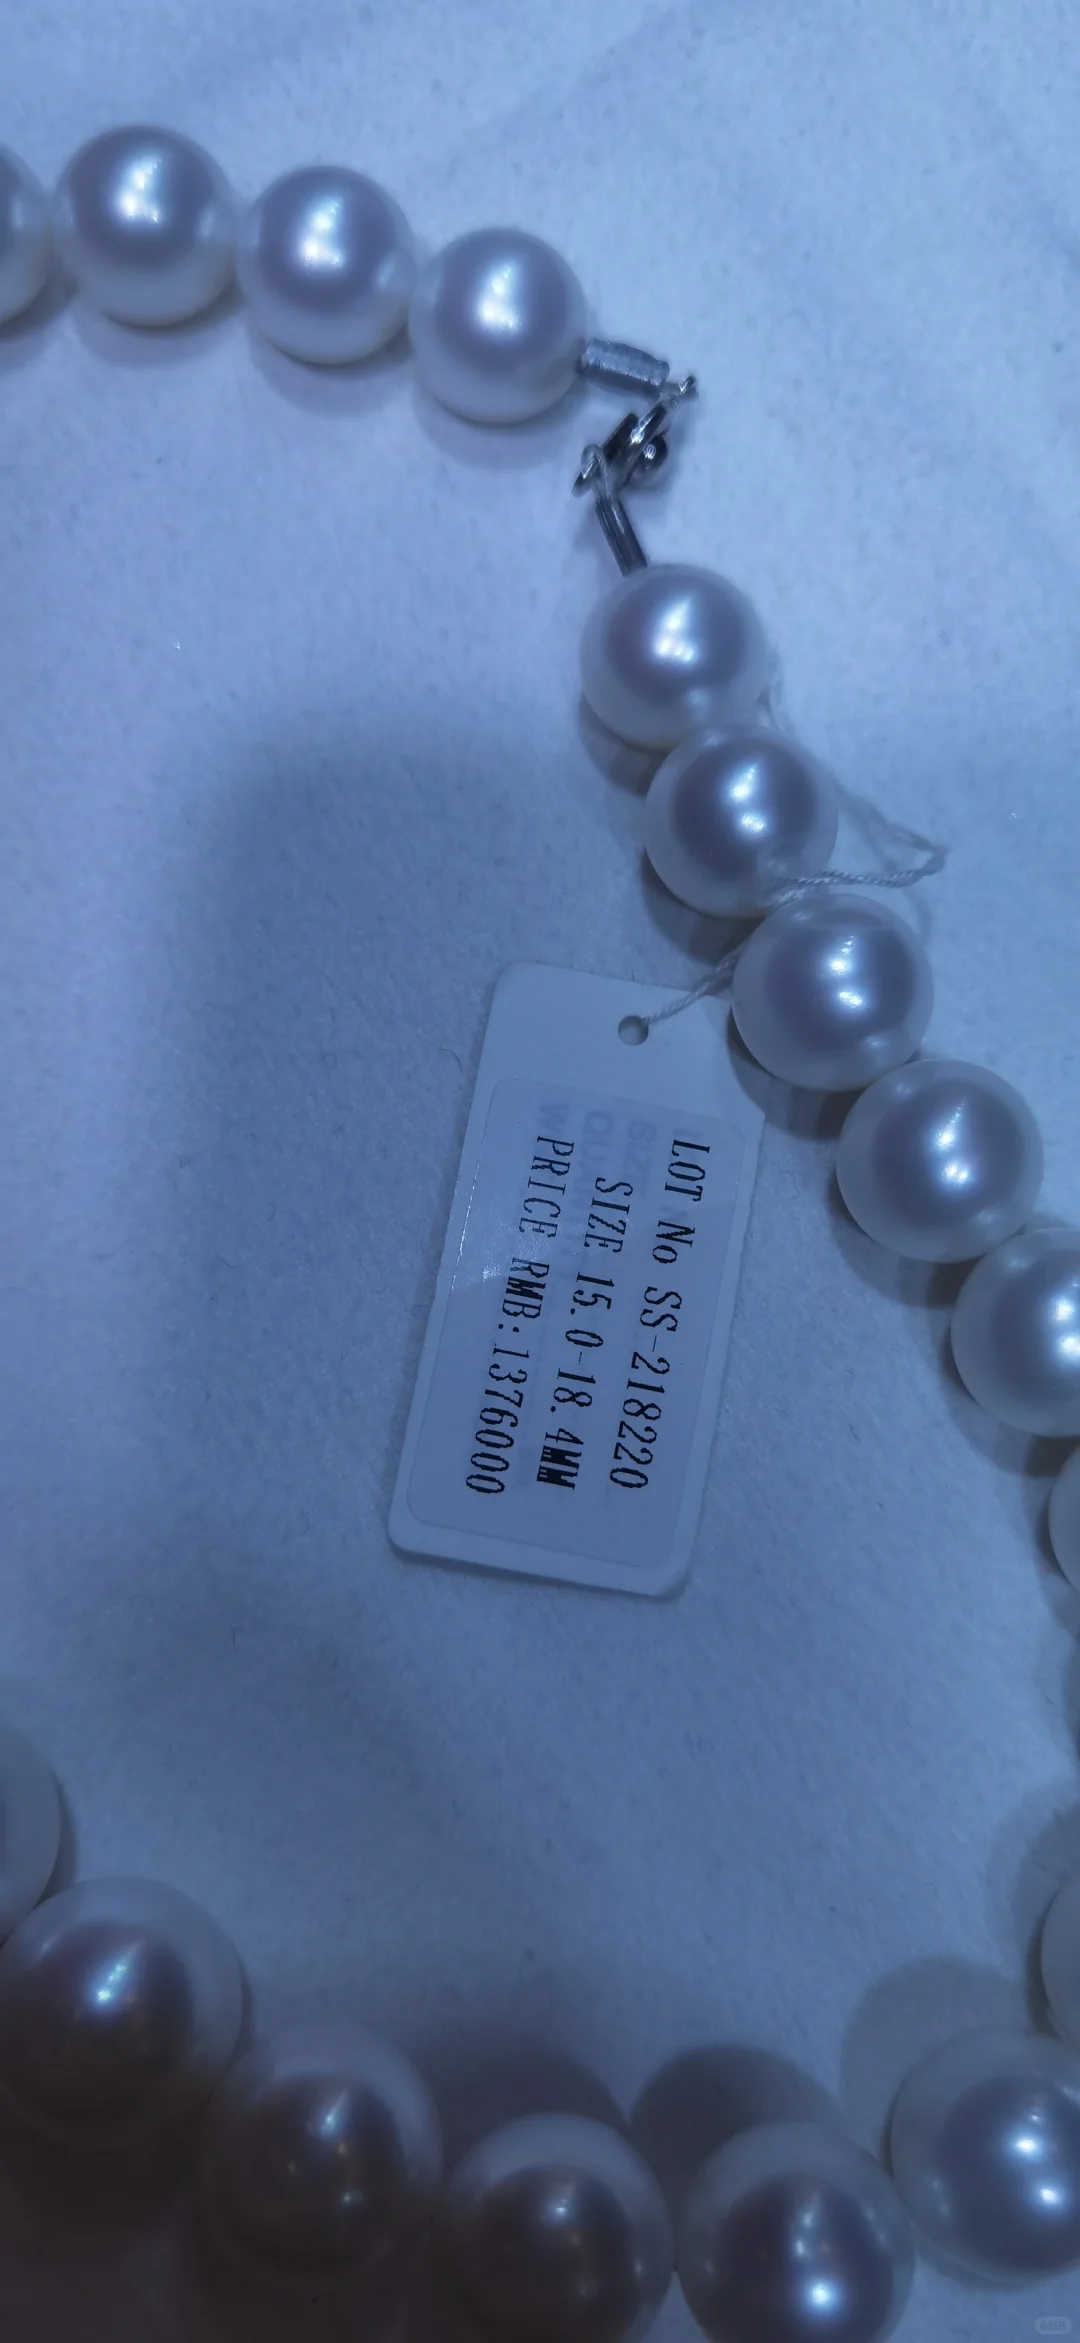 LOT No SS-218220
SIZE 15.0-18.4MM
PRICE RMB:1376000